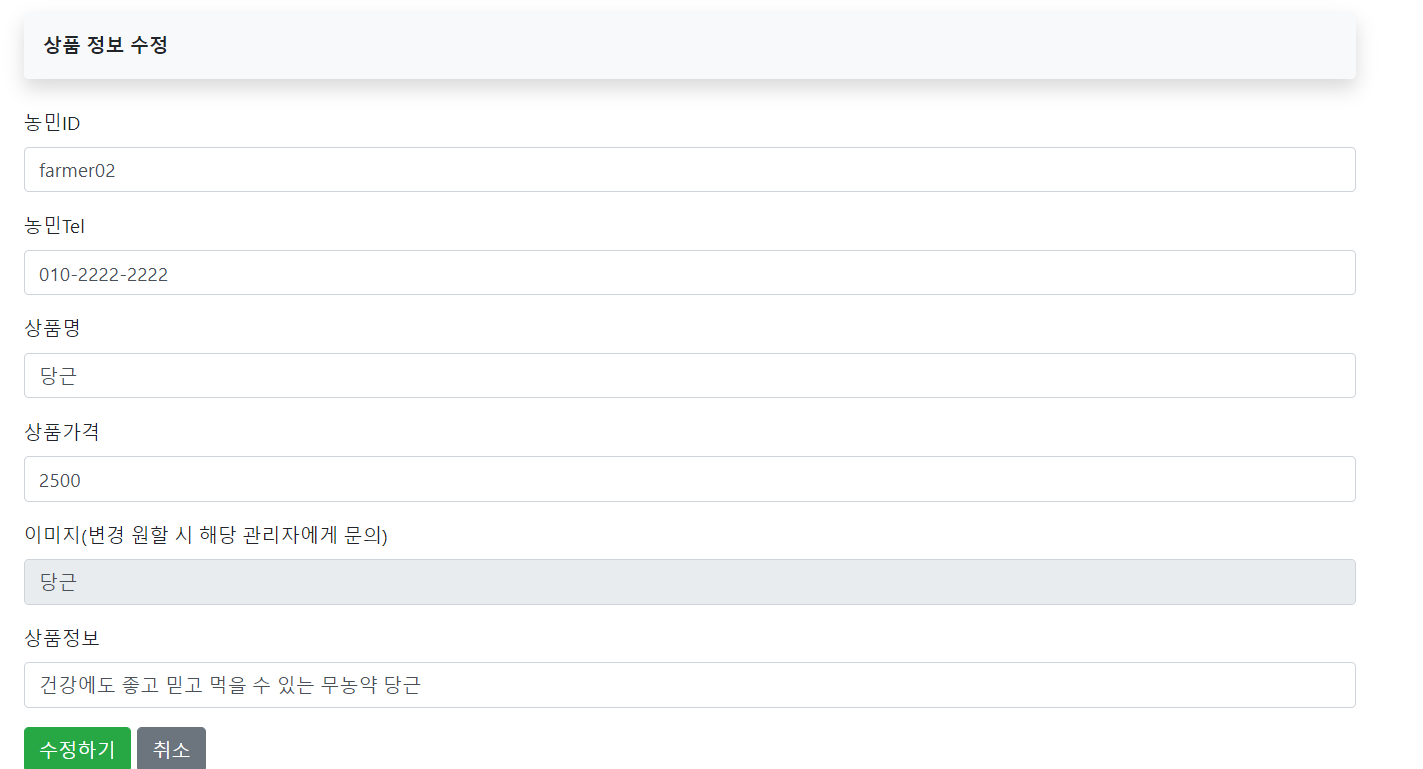 상품 정보 수정
농민ID
farmer02
농민Tel
010-2222-2222
상품명
당근
상품가격
2500
이미지(변경 원할 시 해당 관리자에게 문의)
당근
상품정보
건강에도 좋고 믿고 먹을 수 있는 무농약 당근
수정하기 취소